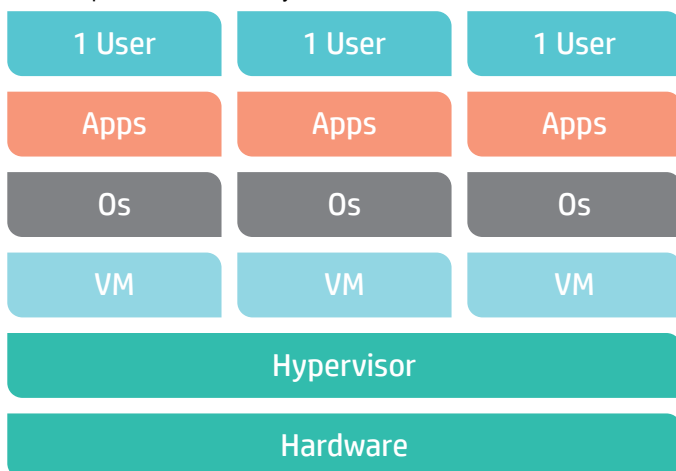 1 User 1 User 1 User
Apps Apps Apps
Os Os Os
VM VM VM
Hypervisor
Hardware